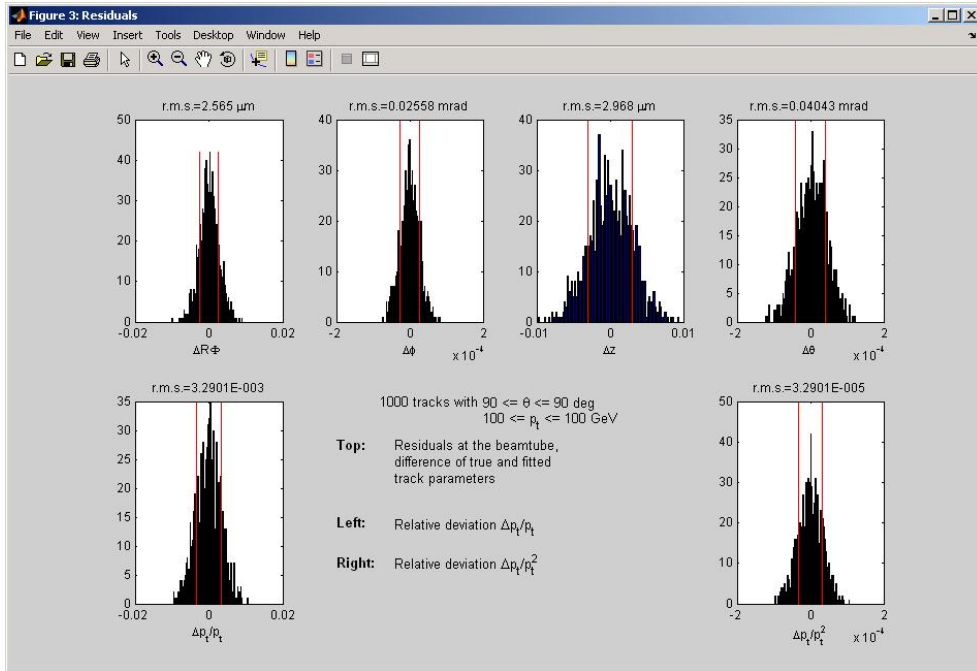 Figure 3: Residuals
File Edit View Insert Tools Desktop Window Help
r.m.s.=2.565 μm
50
40
30
20
10
0
-0.02 0 0.02
ΔRΦ
r.m.s.=0.02558 mrad
40
30
20
10
0
-2 0 2
x 10⁻⁴
Δϕ
r.m.s.=2.968 μm
40
30
20
10
0
-0.01 0 0.01
Δz
r.m.s.=0.04043 mrad
35
30
25
20
15
10
5
0
-2 0 2
x 10⁻⁴
Δθ
r.m.s.=3.2901E-003
35
30
25
20
15
10
5
0
-0.02 0 0.02
Δpₜ/pₜ
1000 tracks with 90 <= θ <= 90 deg
100 <= pₜ <= 100 GeV
Top: Residuals at the beamtube,
difference of true and fitted
track parameters
Left: Relative deviation Δpₜ/pₜ
Right: Relative deviation Δpₜ/pₜ²
r.m.s.=3.2901E-005
50
40
30
20
10
0
-2 0 2
x 10⁻⁴
Δpₜ/pₜ²